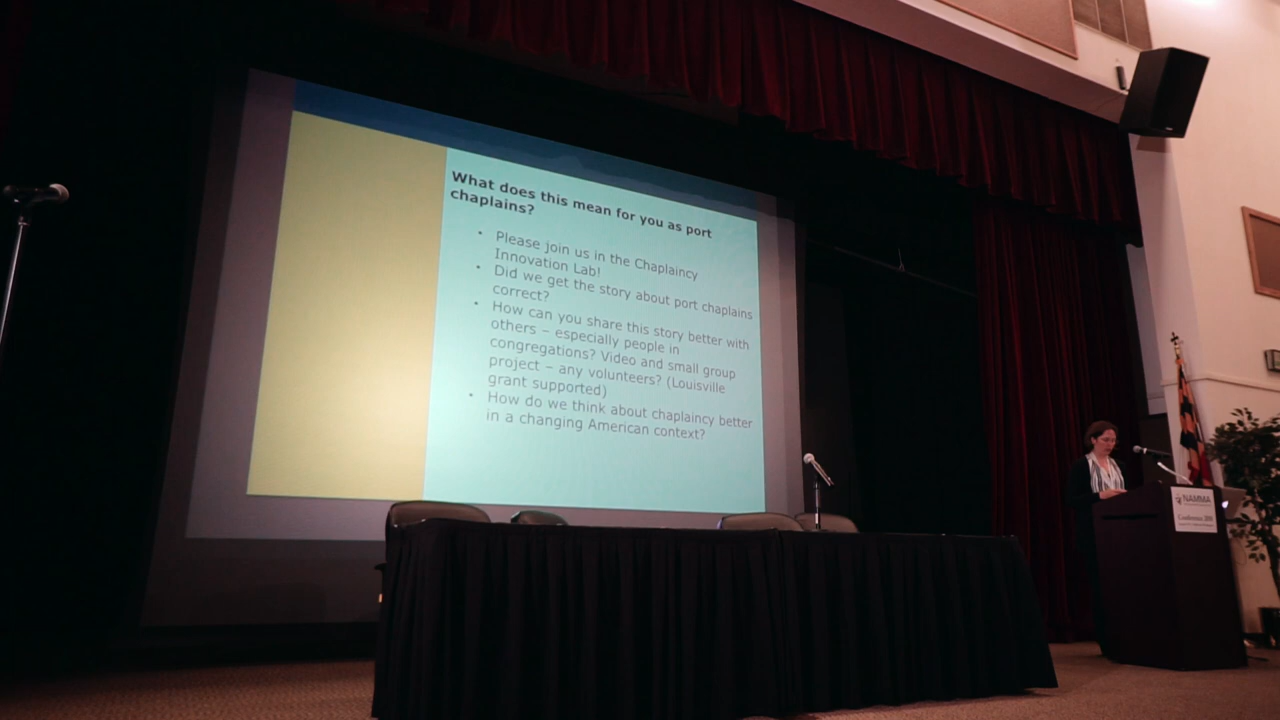 What does this mean for you as port
chaplains?
• Please join us in the Chaplaincy
Innovation Lab!
• Did we get the story about port chaplains
correct?
• How can you share this story better with
others – especially people in
congregations? Video and small group
project – any volunteers? (Louisville
grant supported)
• How do we think about chaplaincy better
in a changing American context?
NAMMA
Conference